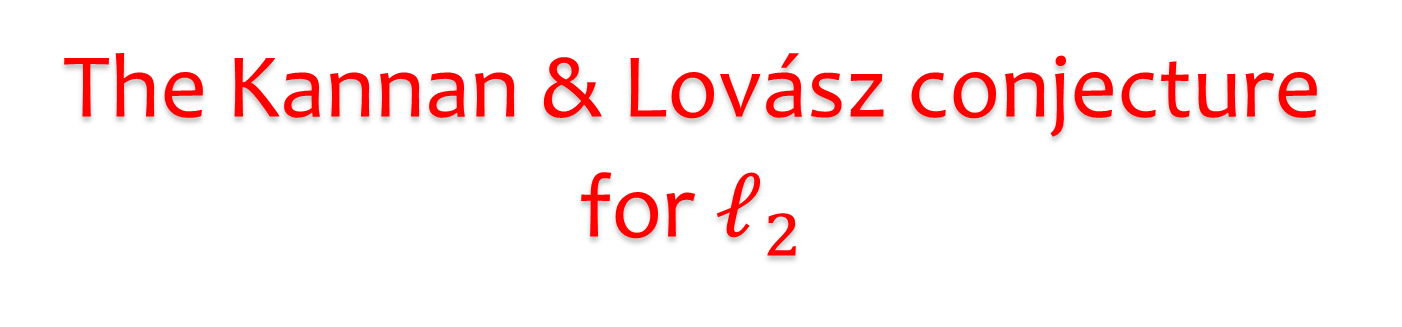 The Kannan & Lovász conjecture
for ℓ₂